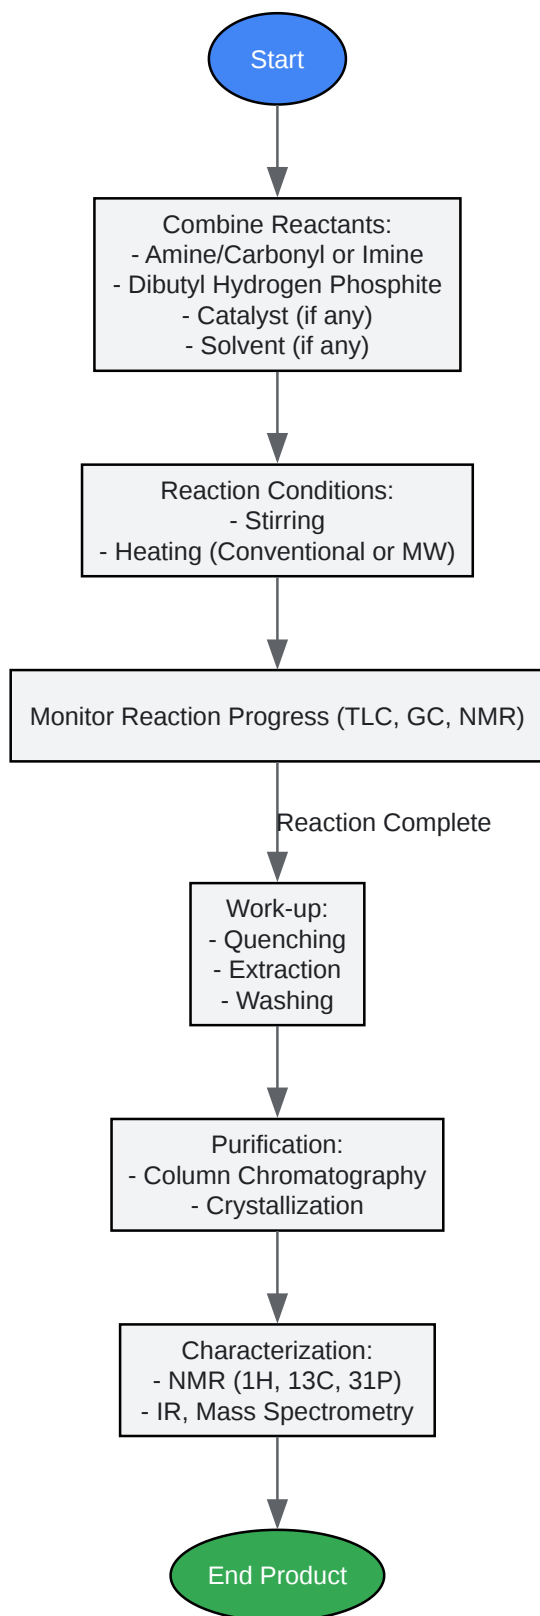 Start
Combine Reactants:
- Amine/Carbonyl or Imine
- Dibutyl Hydrogen Phosphite
- Catalyst (if any)
- Solvent (if any)
Reaction Conditions:
- Stirring
- Heating (Conventional or MW)
Monitor Reaction Progress (TLC, GC, NMR)
Reaction Complete
Work-up:
- Quenching
- Extraction
- Washing
Purification:
- Column Chromatography
- Crystallization
Characterization:
- NMR (1H, 13C, 31P)
- IR, Mass Spectrometry
End Product